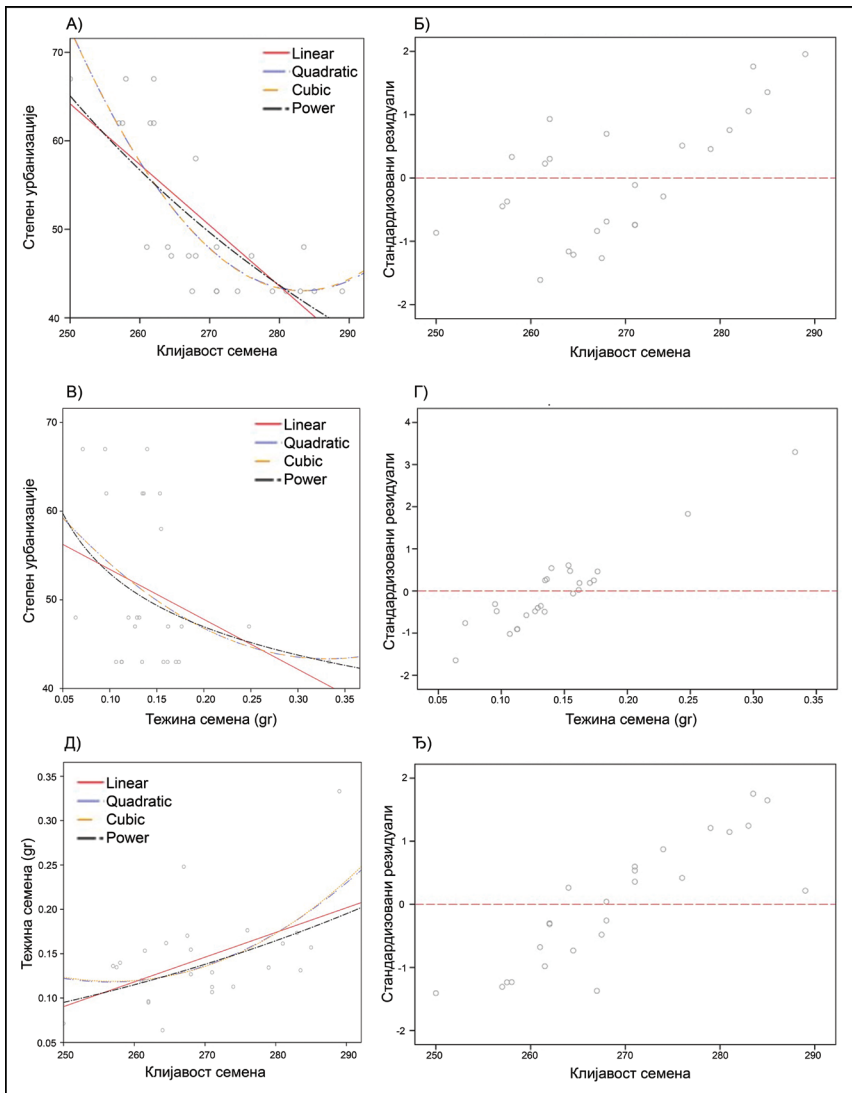 А)
70
60
50
40
250
260
270
280
290
Степен урбанизације
Клијавост семена
Linear
Quadratic
Cubic
Power
Б)
2
1
0
-1
-2
250
260
270
280
290
Стандардизовани резидуали
Клијавост семена
В)
70
60
50
40
0.05
0.10
0.15
0.20
0.25
0.30
0.35
Степен урбанизације
Тежина семена (gr)
Linear
Quadratic
Cubic
Power
Г)
4
3
2
1
0
-1
-2
0.05
0.10
0.15
0.20
0.25
0.30
0.35
Стандардизовани резидуали
Тежина семена (gr)
Д)
0.35
0.30
0.25
0.20
0.15
0.10
0.05
250
260
270
280
290
Тежина семена (gr)
Клијавост семена
Linear
Quadratic
Cubic
Power
Ђ)
2
1
0
-1
-2
250
260
270
280
290
Стандардизовани резидуали
Клијавост семена